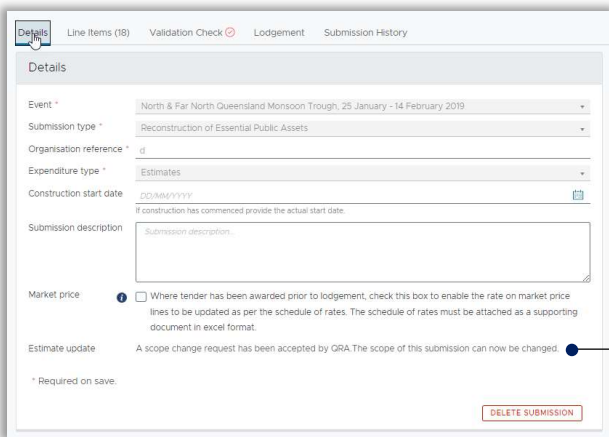 Details Line Items (18) Validation Check Lodgement Submission History
Details
Event * North & Far North Queensland Monsoon Trough, 25 January - 14 February 2019
Submission type * Reconstruction of Essential Public Assets
Organisation reference * d
Expenditure type * Estimates
Construction start date DD/MM/YYYY
If construction has commenced provide the actual start date.
Submission description Submission description...
Market price i Where tender has been awarded prior to lodgement, check this box to enable the rate on market price
lines to be updated as per the schedule of rates. The schedule of rates must be attached as a supporting
document in excel format.
Estimate update A scope change request has been accepted by QRA.The scope of this submission can now be changed.
* Required on save.
DELETE SUBMISSION